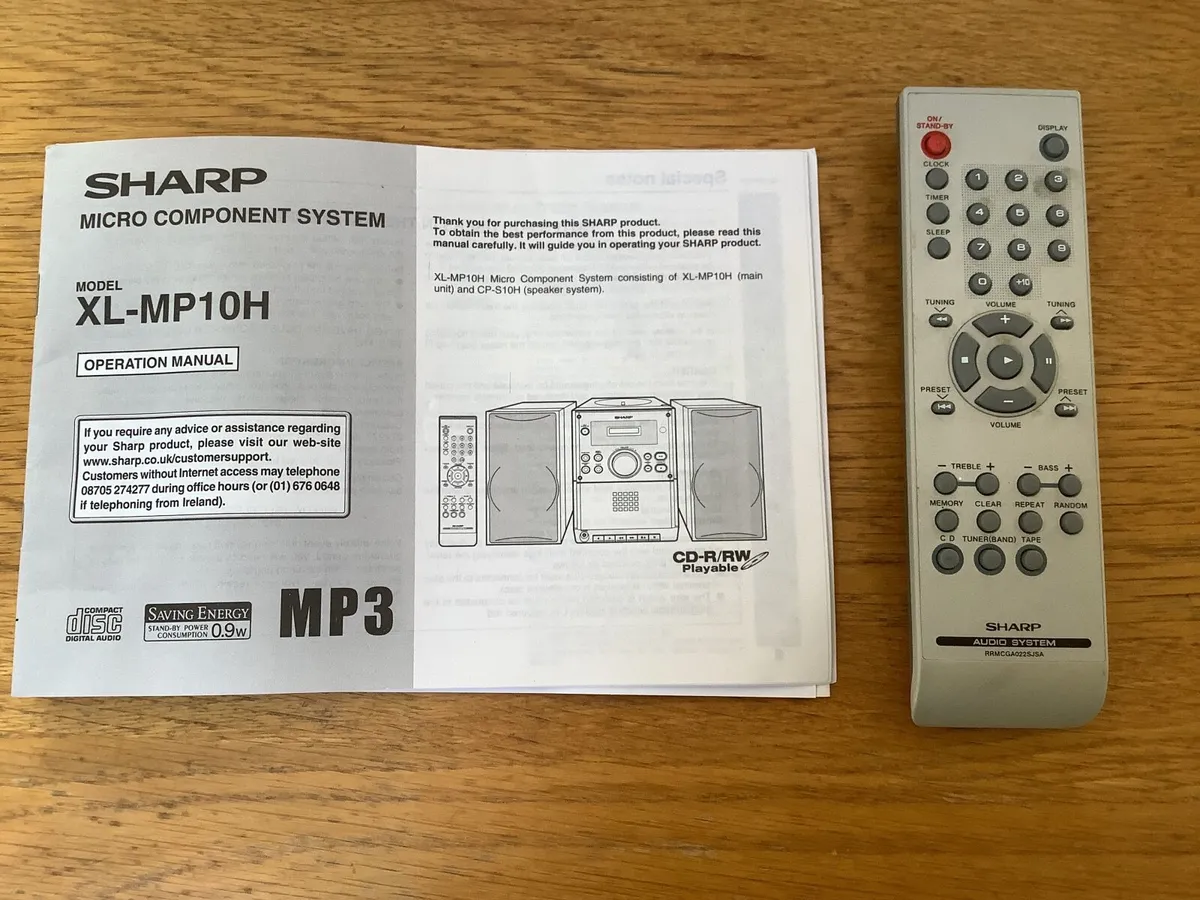 SHARP
MICRO COMPONENT SYSTEM
MODEL
XL-MP10H
OPERATION MANUAL
If you require any advice or assistance regarding
your Sharp product, please visit our web-site
www.sharp.co.uk/customersupport.
Customers without Internet access may telephone
08705 274277 during office hours (or (01) 676 0648
if telephoning from Ireland).
COMPACT
disc
DIGITAL AUDIO
SAVING ENERGY
STAND-BY POWER
CONSUMPTION 0.9W
MP3
Special notes
Thank you for purchasing this SHARP product.
To obtain the best performance from this product, please read this
manual carefully. It will guide you in operating your SHARP product.
XL-MP10H Micro Component System consisting of XL-MP10H (main
unit) and CP-S10H (speaker system).
SHARP
SHARP
CD-R/RW
Playable
ON/
STAND-BY
DISPLAY
CLOCK
1 2 3
TIMER
4 5 6
SLEEP
7 8 9
0 +10
TUNING VOLUME TUNING
+
PRESET PRESET
−
VOLUME
− TREBLE + − BASS +
MEMORY CLEAR REPEAT RANDOM
CD TUNER(BAND) TAPE
SHARP
AUDIO SYSTEM
RRMCGA022SJSA